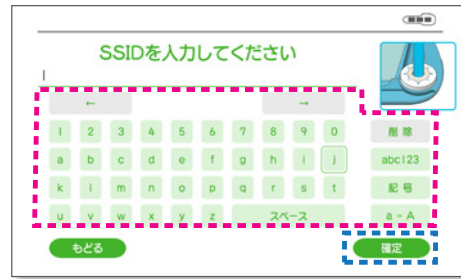 SSIDを入力してください
← →
1 2 3 4 5 6 7 8 9 0 削除
a b c d e f g h i j abc123
k l m n o p q r s t 記号
u v w x y z スペース a↔A
もどる 確定